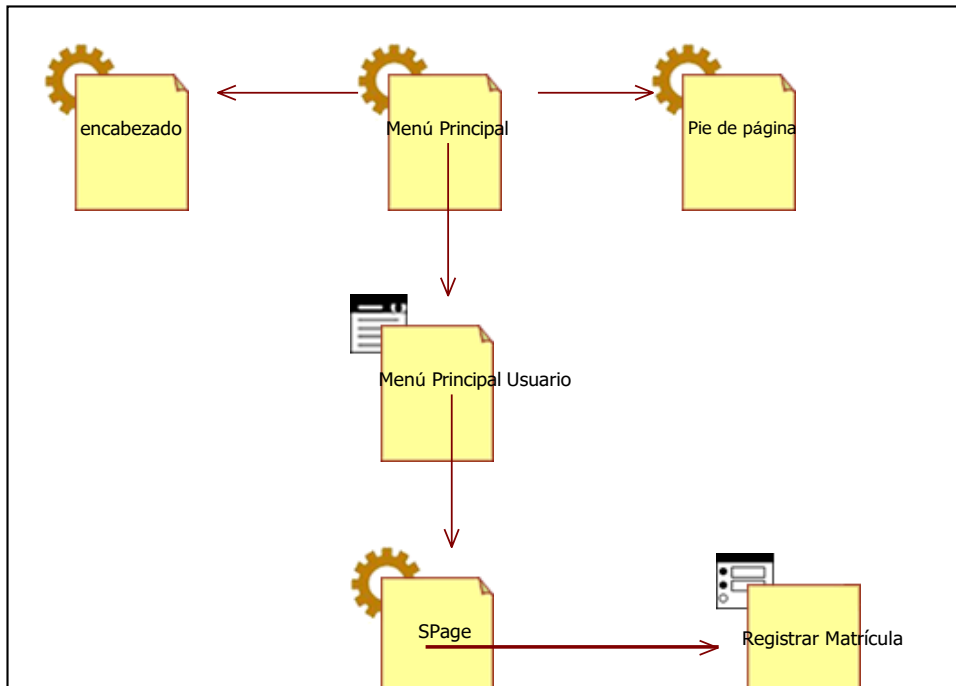 encabezado
Menú Principal
Pie de página
Menú Principal Usuario
SPage
Registrar Matrícula